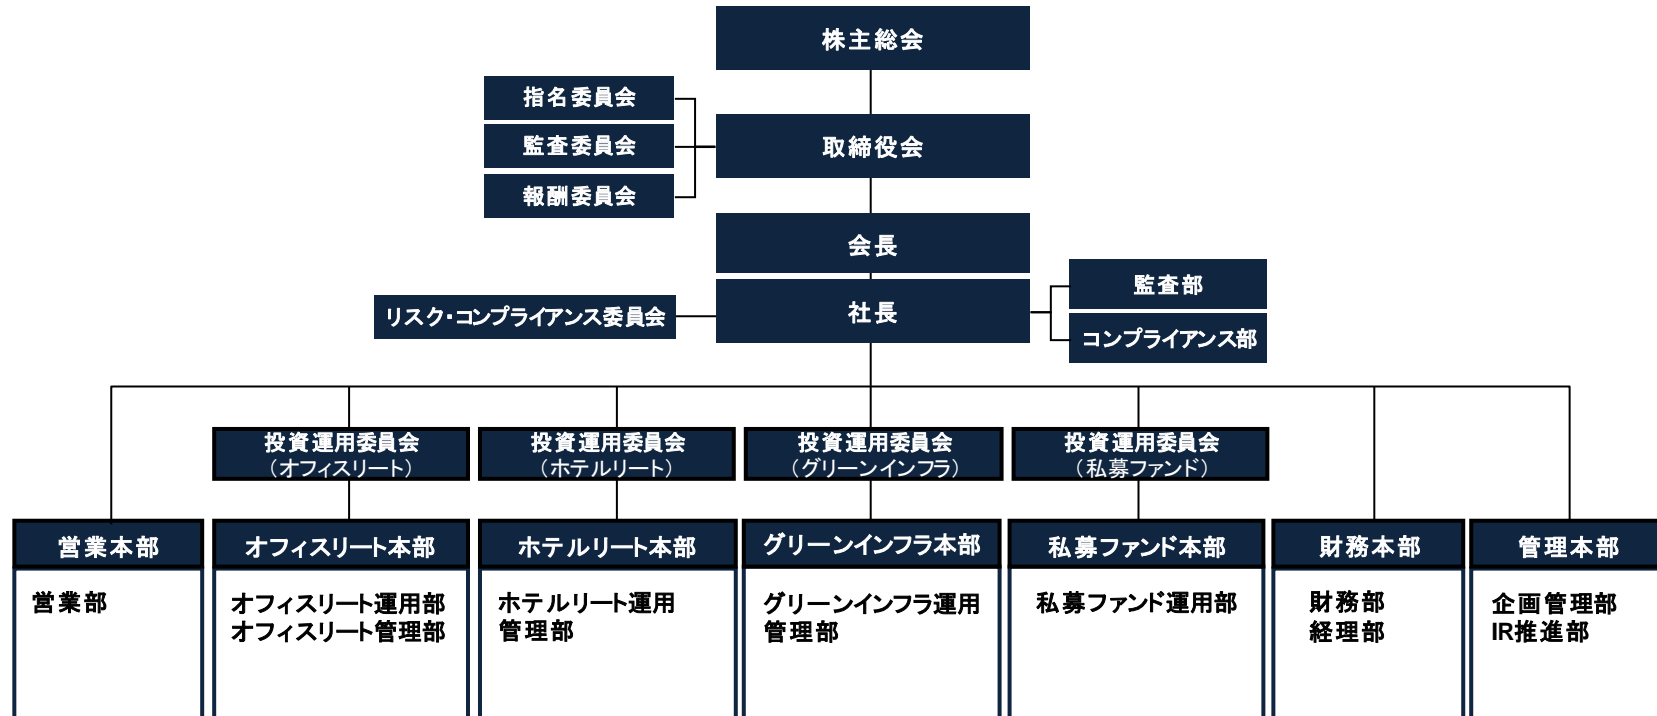 株主総会
指名委員会
監査委員会
報酬委員会
取締役会
会長
社長
リスク・コンプライアンス委員会
監査部
コンプライアンス部
投資運用委員会
（オフィスリート）
投資運用委員会
（ホテルリート）
投資運用委員会
（グリーンインフラ）
投資運用委員会
（私募ファンド）
営業本部
営業部
オフィスリート本部
オフィスリート運用部
オフィスリート管理部
ホテルリート本部
ホテルリート運用
管理部
グリーンインフラ本部
グリーンインフラ運用
管理部
私募ファンド本部
私募ファンド運用部
財務本部
財務部
経理部
管理本部
企画管理部
IR推進部